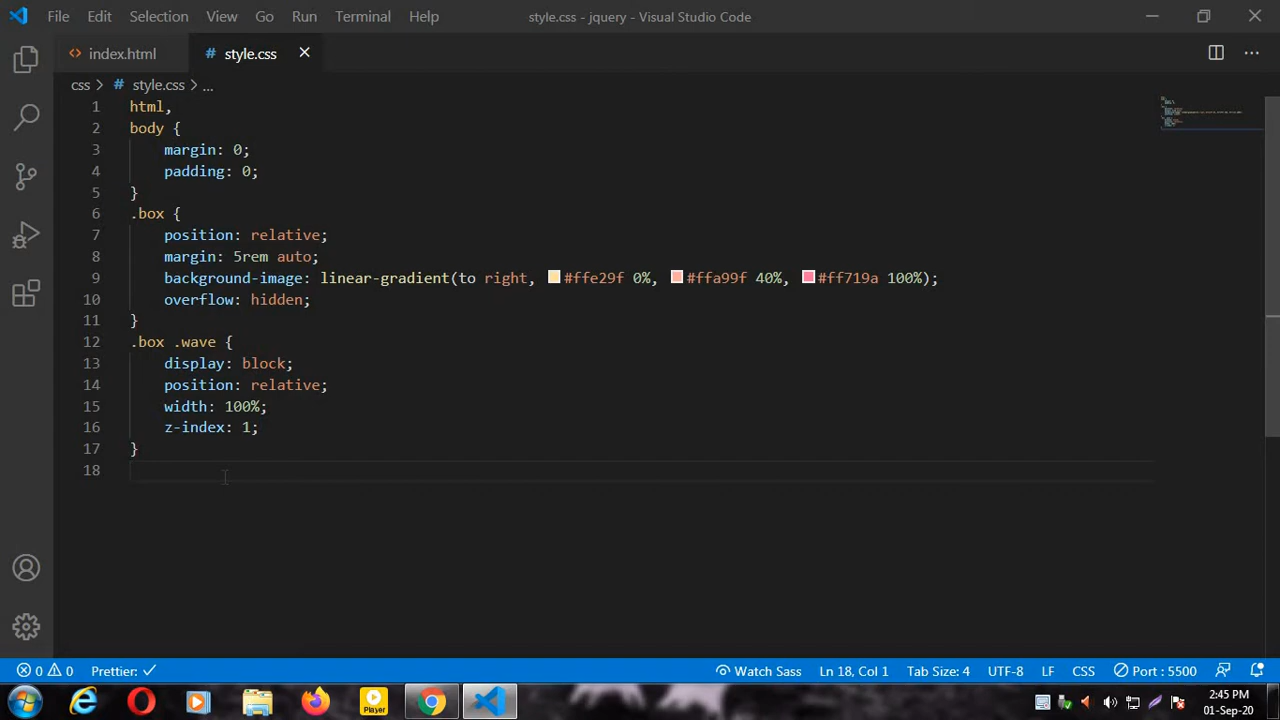 File Edit Selection View Go Run Terminal Help style.css - jquery - Visual Studio Code
<> index.html # style.css ×
css > # style.css > ...
1 html,
2 body {
3 margin: 0;
4 padding: 0;
5 }
6 .box {
7 position: relative;
8 margin: 5rem auto;
9 background-image: linear-gradient(to right, #ffe29f 0%, #ffa99f 40%, #ff719a 100%);
10 overflow: hidden;
11 }
12 .box .wave {
13 display: block;
14 position: relative;
15 width: 100%;
16 z-index: 1;
17 }
18
0 0 Prettier: ✓ Watch Sass Ln 18, Col 1 Tab Size: 4 UTF-8 LF CSS Port : 5500
Player 2:45 PM
01-Sep-20